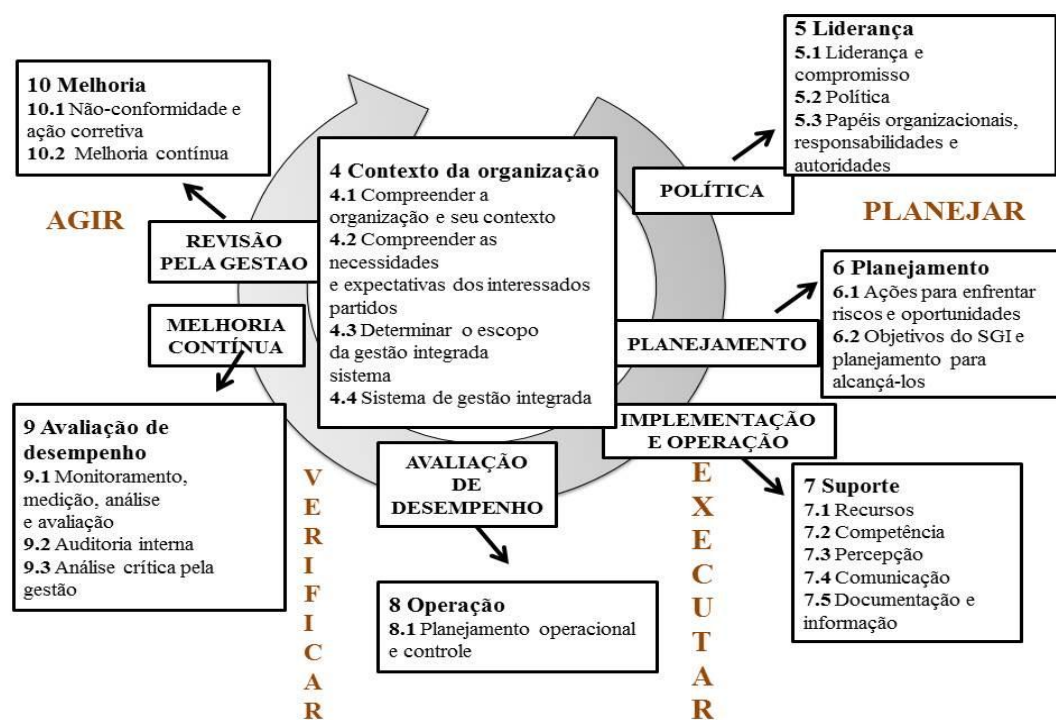 5 Liderança
5.1 Liderança e
compromisso
5.2 Política
5.3 Papéis organizacionais,
responsabilidades e
autoridades
10 Melhoria
10.1 Não-conformidade e
ação corretiva
10.2 Melhoria contínua
4 Contexto da organização
4.1 Compreender a
organização e seu contexto
4.2 Compreender as
necessidades
e expectativas dos interessados
partidos
4.3 Determinar o escopo
da gestão integrada
sistema
4.4 Sistema de gestão integrada
POLÍTICA
AGIR
PLANEJAR
REVISÃO
PELA GESTAO
6 Planejamento
6.1 Ações para enfrentar
riscos e oportunidades
6.2 Objetivos do SGI e
planejamento para
alcançá-los
MELHORIA
CONTÍNUA
PLANEJAMENTO
IMPLEMENTAÇÃO
E OPERAÇÃO
9 Avaliação de
desempenho
9.1 Monitoramento,
medição, análise
e avaliação
9.2 Auditoria interna
9.3 Análise crítica pela
gestão
VERIFICAR
AVALIAÇÃO
DE
DESEMPENHO
EXECUTAR
7 Suporte
7.1 Recursos
7.2 Competência
7.3 Percepção
7.4 Comunicação
7.5 Documentação e
informação
8 Operação
8.1 Planejamento operacional
e controle